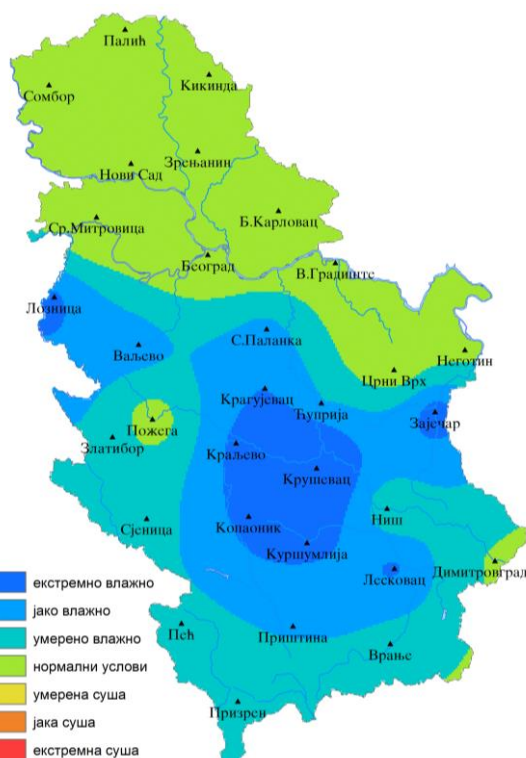 Палић
Кикинда
Сомбор
Зрењанин
Нови Сад
Б.Карловац
Ср.Митровица
Београд
В.Градиште
Лозница
С.Паланка
Ваљево
Неготин
Црни Врх
Крагујевац
Ћуприја
Зајечар
Пожега
Златибор
Краљево
Крушевац
Ниш
Сјеница
Копаоник
Куршумлија
Димитровград
Лесковац
Пећ
Приштина
Врање
Призрен
екстремно влажно
јако влажно
умерено влажно
нормални услови
умерена суша
јака суша
екстремна суша